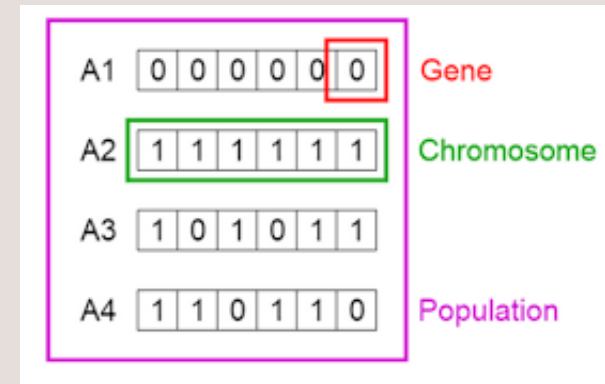 A1 0 0 0 0 0 0 Gene
A2 1 1 1 1 1 1 Chromosome
A3 1 0 1 0 1 1
A4 1 1 0 1 1 0 Population